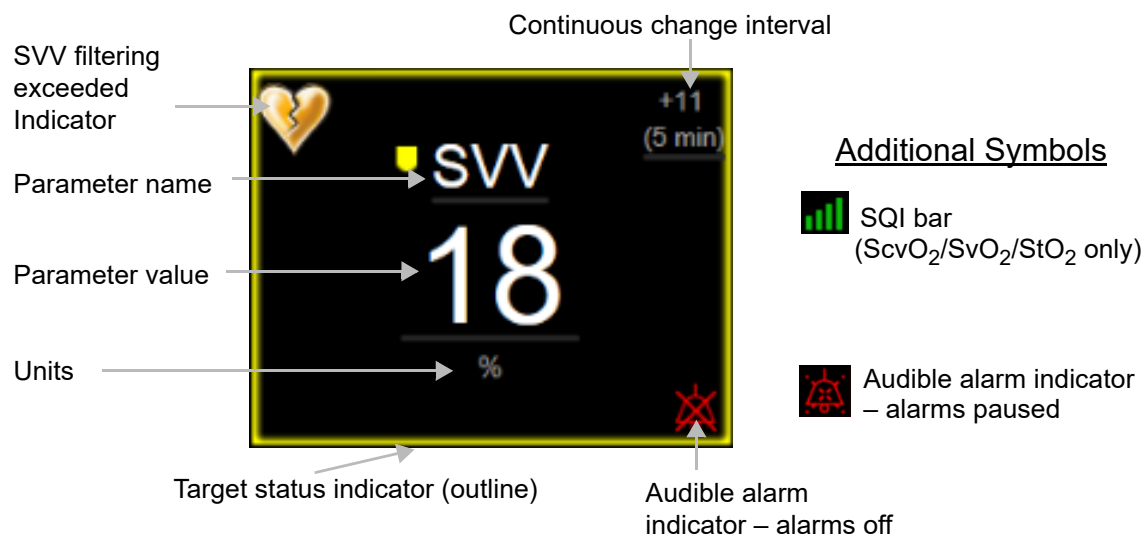 Continuous change interval
SVV filtering
exceeded
Indicator
+11
(5 min)
SVV
Parameter name
18
Parameter value
%
Units
Target status indicator (outline)
Audible alarm
indicator – alarms off
Additional Symbols
SQI bar
(ScvO₂/SvO₂/StO₂ only)
Audible alarm indicator
– alarms paused